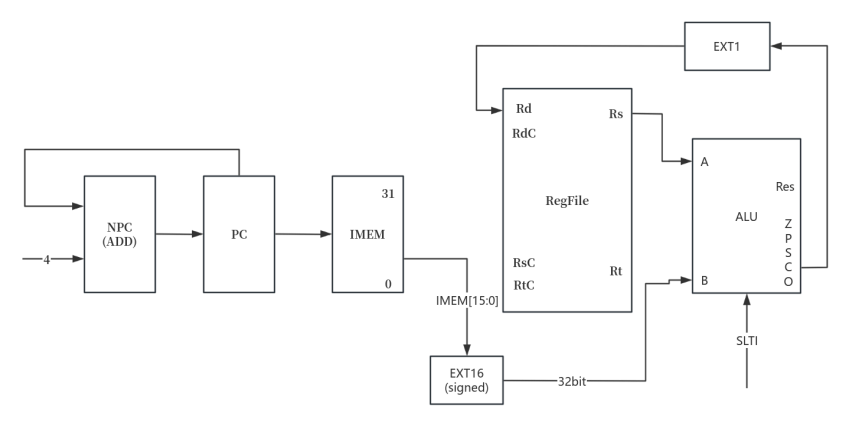 EXT1
Rd
Rs
RdC
A
31
Res
RegFile
ALU
NPC
(ADD)
PC
IMEM
Z
P
S
C
O
4
RsC
Rt
B
RtC
0
IMEM[15:0]
SLTI
EXT16
(signed)
32bit